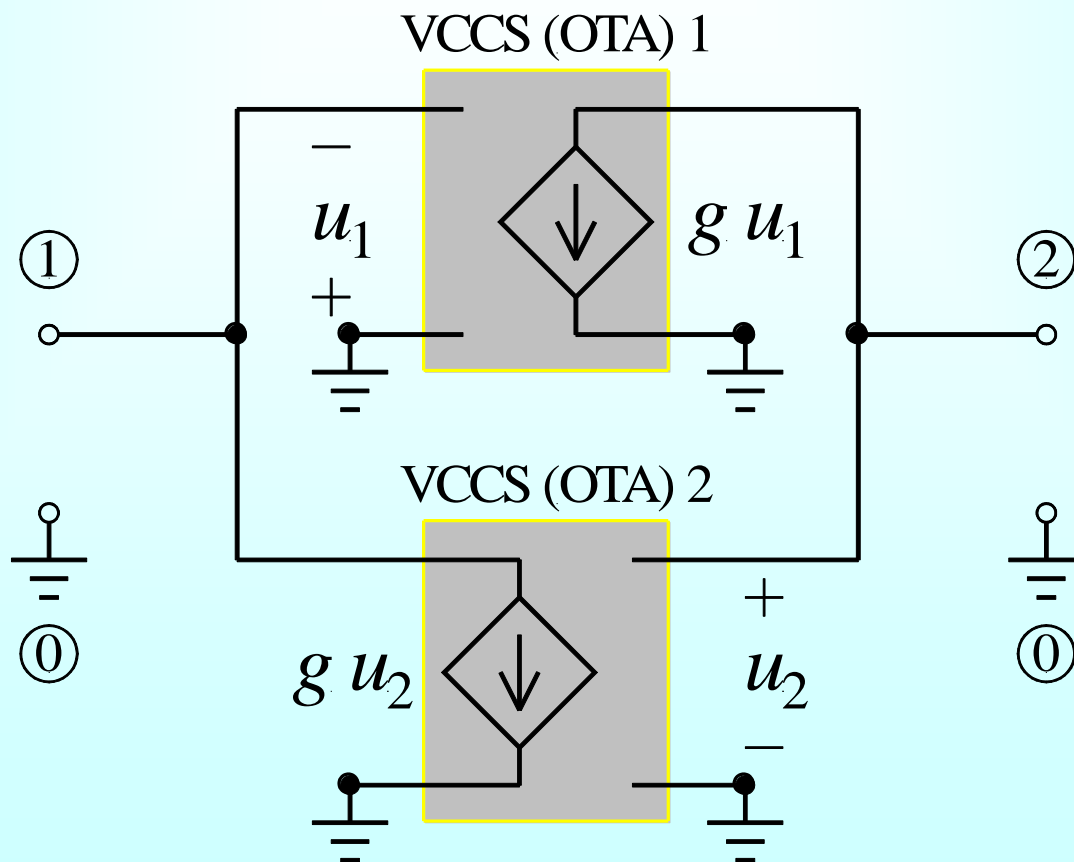 VCCS (OTA) 1
−
u₁
+
g u₁
①
②
VCCS (OTA) 2
+
g u₂
u₂
−
⓪
⓪